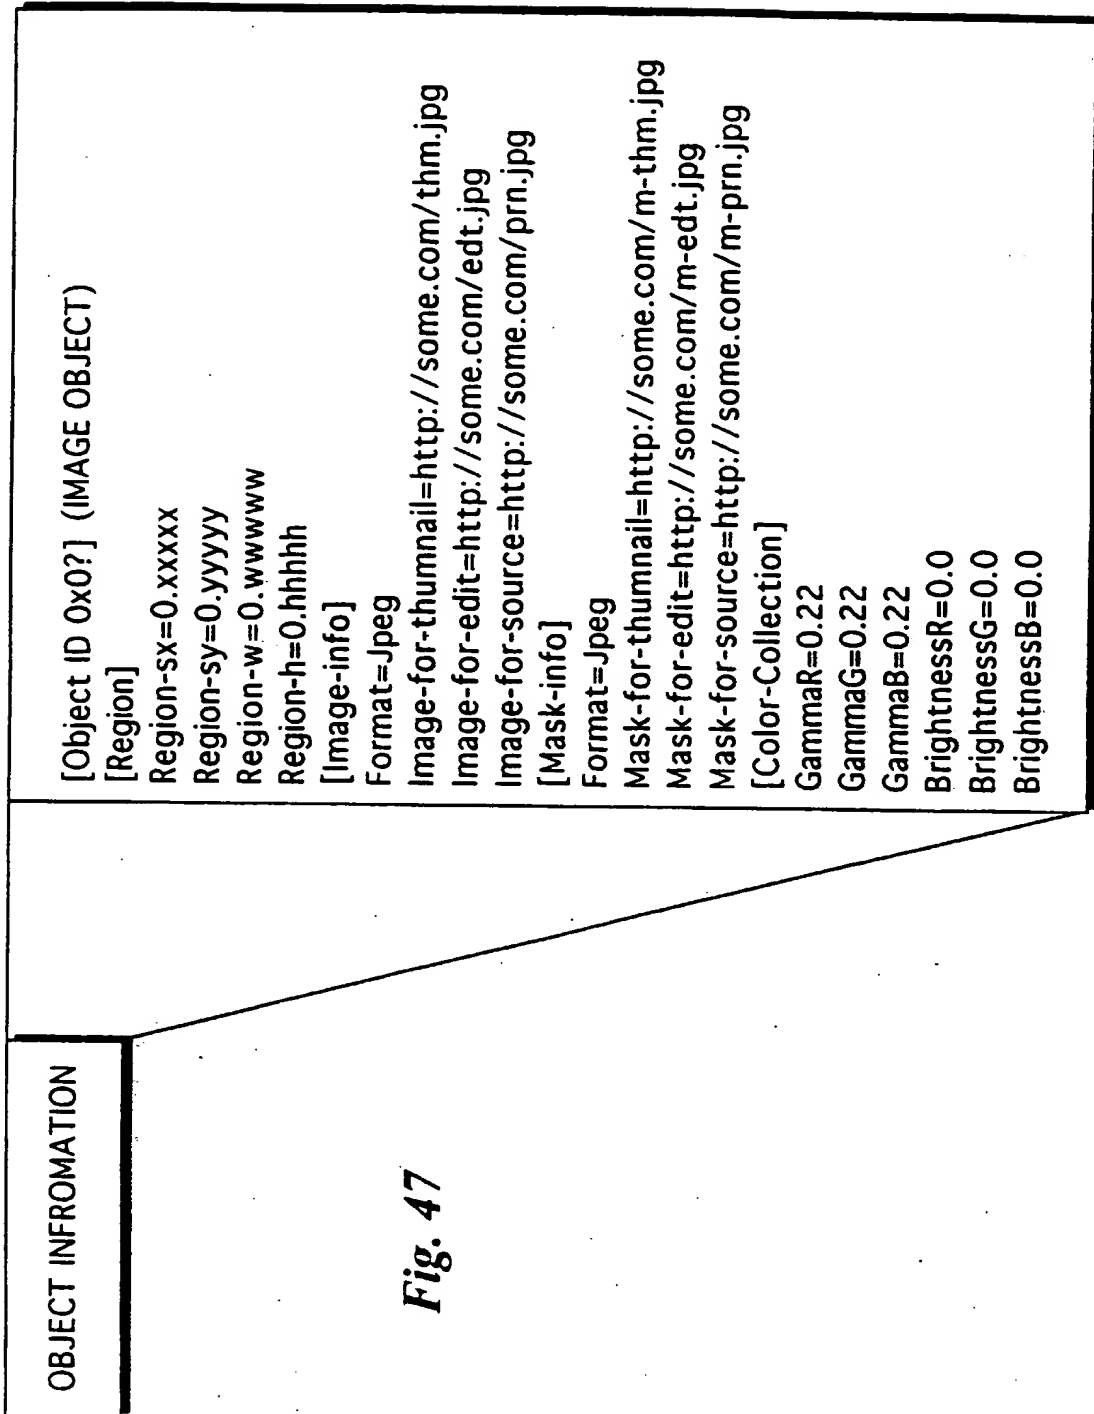 OBJECT INFROMATION
[Object ID 0x0?] (IMAGE OBJECT)
[Region]
Region-sx=0.xxxxx
Region-sy=0.yyyyy
Region-w=0.wwwww
Region-h=0.hhhhh
[Image-info]
Format=Jpeg
Image-for-thumnail=http://some.com/thm.jpg
Image-for-edit=http://some.com/edt.jpg
Image-for-source=http://some.com/prn.jpg
[Mask-info]
Format=Jpeg
Mask-for-thumnail=http://some.com/m-thm.jpg
Mask-for-edit=http://some.com/m-edt.jpg
Mask-for-source=http://some.com/m-prn.jpg
[Color-Collection]
GammaR=0.22
GammaG=0.22
GammaB=0.22
BrightnessR=0.0
BrightnessG=0.0
BrightnessB=0.0
Fig. 47